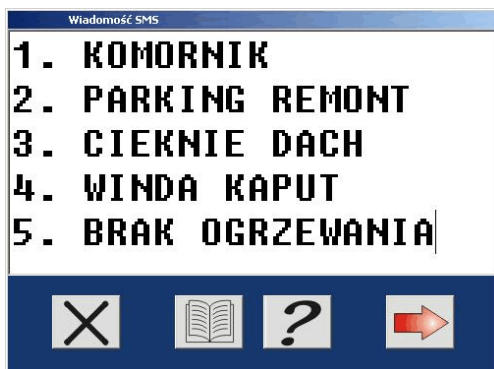 Wiadomość SMS
1. KOMORNIK
2. PARKING REMONT
3. CIEKNIE DACH
4. WINDA KAPUT
5. BRAK OGRZEWANIA
?